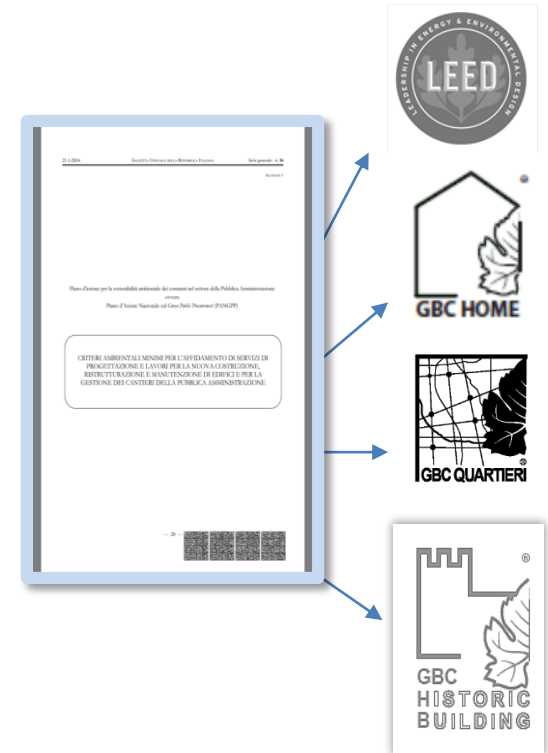 21-1-2016 GAZZETTA UFFICIALE DELLA REPUBBLICA ITALIANA Serie generale - n. 16
ALLEGATO 1
Piano d'azione per la sostenibilità ambientale dei consumi nel settore della Pubblica Amministrazione
ovvero
Piano d'Azione Nazionale sul Green Public Procurement (PANGPP)
CRITERI AMBIENTALI MINIMI PER L'AFFIDAMENTO DI SERVIZI DI
PROGETTAZIONE E LAVORI PER LA NUOVA COSTRUZIONE,
RISTRUTTURAZIONE E MANUTENZIONE DI EDIFICI E PER LA
GESTIONE DEI CANTIERI DELLA PUBBLICA AMMINISTRAZIONE
— 20 —
LEADERSHIP IN ENERGY & ENVIRONMENTAL DESIGN
LEED
GBC HOME
GBC QUARTIERI
®
GBC
HISTORIC
BUILDING